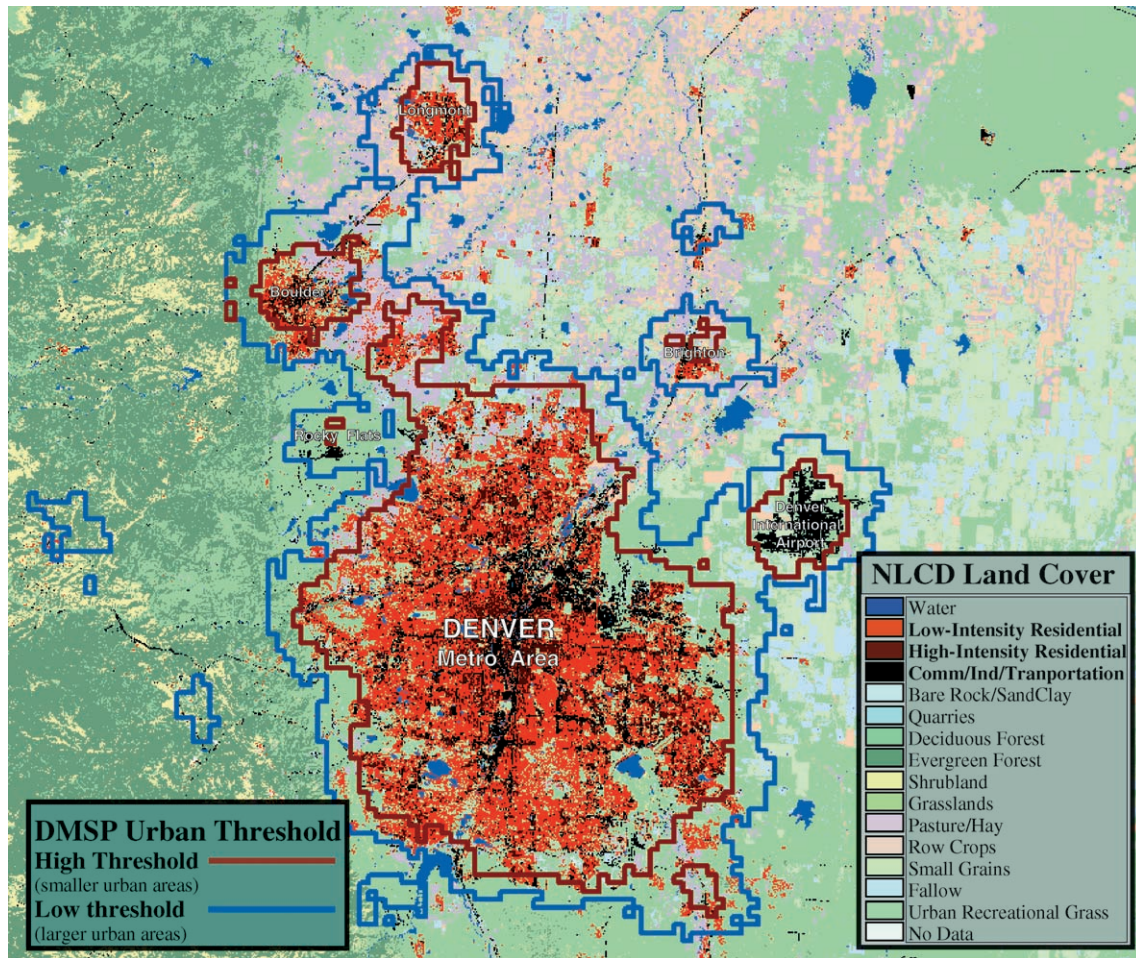 Longmont
Boulder
Brighton
Rocky Flats
Denver
International
Airport
DENVER
Metro Area
NLCD Land Cover
Water
Low-Intensity Residential
High-Intensity Residential
Comm/Ind/Tranportation
Bare Rock/SandClay
Quarries
Deciduous Forest
Evergreen Forest
Shrubland
Grasslands
Pasture/Hay
Row Crops
Small Grains
Fallow
Urban Recreational Grass
No Data
DMSP Urban Threshold
High Threshold
(smaller urban areas)
Low threshold
(larger urban areas)